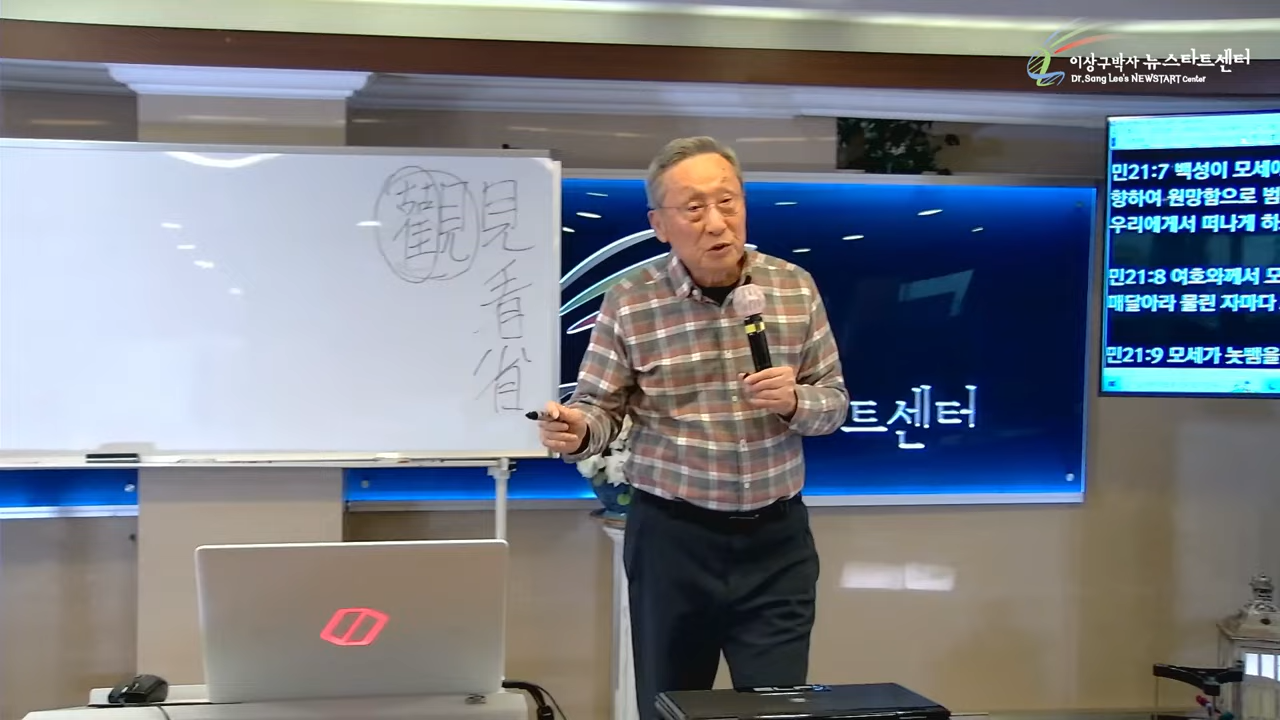 이상구박사 뉴스타트센터
Dr. Sang Lee's NEWSTART Center
觀 見
看
省
트센터
민21:7 백성이 모세에
향하여 원망함으로 범
우리에게서 떠나게 하
민21:8 여호와께서 모
매달아라 물린 자마다
민21:9 모세가 놋뱀을